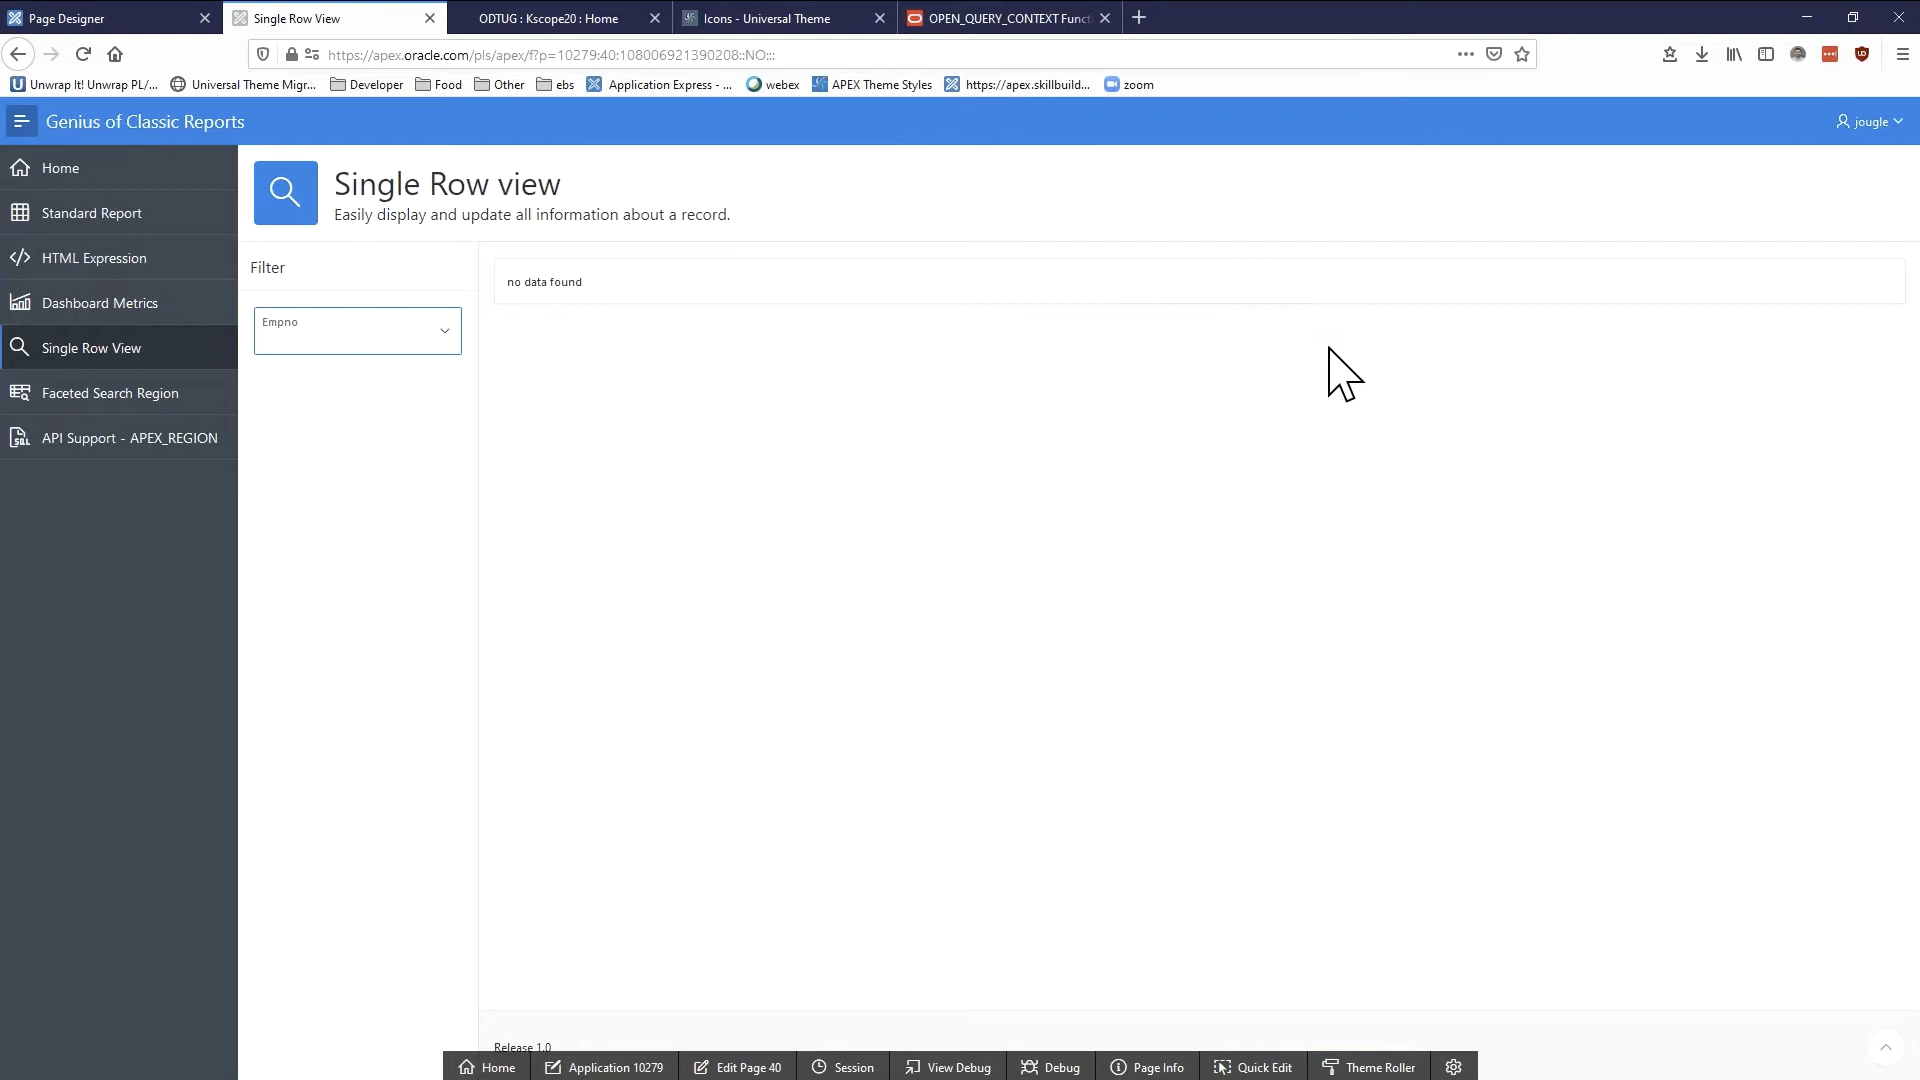 Page Designer
Single Row View
ODTUG : Kscope20 : Home
Icons - Universal Theme
OPEN_QUERY_CONTEXT Functi
https://apex.oracle.com/pls/apex/f?p=10279:40:108006921390208::NO:::
Unwrap It! Unwrap PL/...
Universal Theme Migr...
Developer
Food
Other
ebs
Application Express - ...
webex
APEX Theme Styles
https://apex.skillbuild...
zoom
Genius of Classic Reports
jougle
Home
Standard Report
HTML Expression
Dashboard Metrics
Single Row View
Faceted Search Region
API Support - APEX_REGION
Single Row view
Easily display and update all information about a record.
Filter
Empno
no data found
Release 1.0
Home
Application 10279
Edit Page 40
Session
View Debug
Debug
Page Info
Quick Edit
Theme Roller